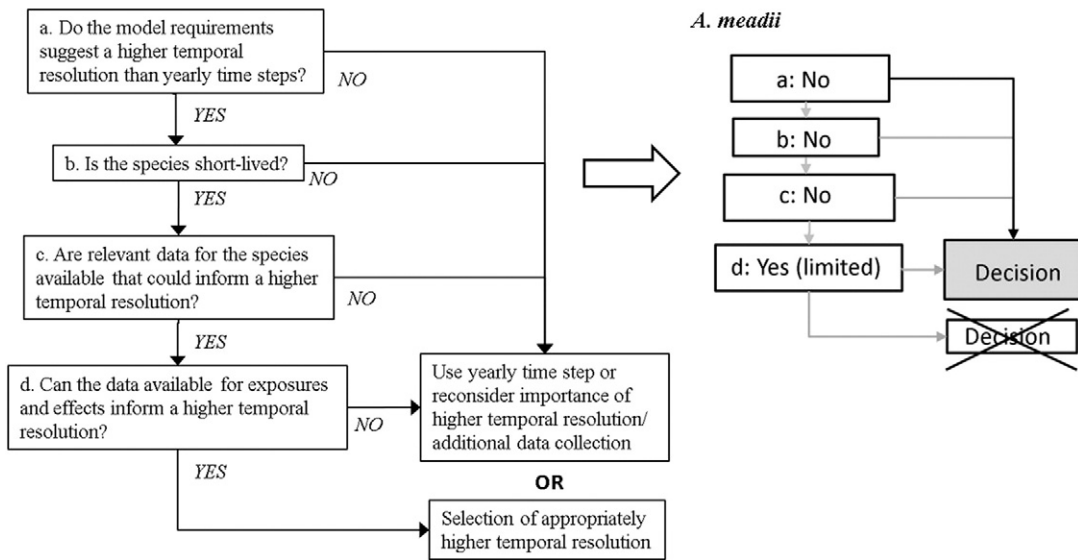 a. Do the model requirements
suggest a higher temporal
resolution than yearly time steps?
NO
YES
b. Is the species short-lived?
NO
YES
c. Are relevant data for the species
available that could inform a higher
temporal resolution?
NO
YES
d. Can the data available for exposures
and effects inform a higher temporal
resolution?
NO
YES
Use yearly time step or
reconsider importance of
higher temporal resolution/
additional data collection
OR
Selection of appropriately
higher temporal resolution
A. meadii
a: No
b: No
c: No
d: Yes (limited)
Decision
Decision